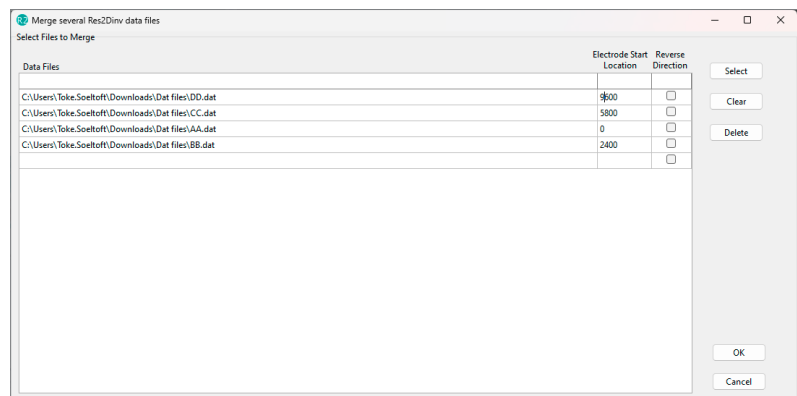 R2 Merge several Res2Dinv data files
Select Files to Merge
Data Files
Electrode Start Location
Reverse Direction
C:\Users\Toke.Soeltoft\Downloads\Dat files\DD.dat 9600
C:\Users\Toke.Soeltoft\Downloads\Dat files\CC.dat 5800
C:\Users\Toke.Soeltoft\Downloads\Dat files\AA.dat 0
C:\Users\Toke.Soeltoft\Downloads\Dat files\BB.dat 2400
Select
Clear
Delete
OK
Cancel